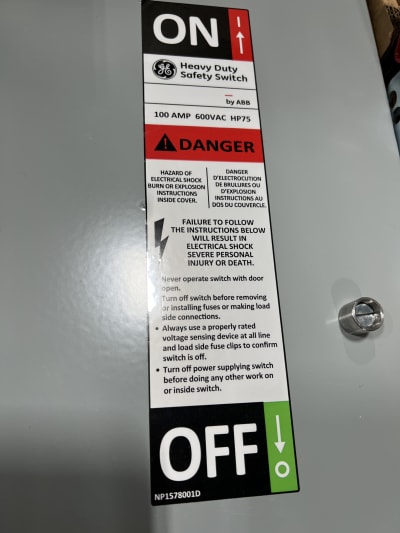 ON
I
GE
Heavy Duty
Safety Switch
by ABB
100 AMP 600VAC HP75
DANGER
HAZARD OF
ELECTRICAL SHOCK
BURN OR EXPLOSION
INSTRUCTIONS
INSIDE COVER.
DANGER
D'ELECTROCUTION
DE BRULURES OU
D'EXPLOSION
INSTRUCTIONS AU
DOS DU COUVERCLE.
FAILURE TO FOLLOW
THE INSTRUCTIONS BELOW
WILL RESULT IN
ELECTRICAL SHOCK
SEVERE PERSONAL
INJURY OR DEATH.
Never operate switch with door
open.
Turn off switch before removing
or installing fuses or making load
side connections.
• Always use a properly rated
voltage sensing device at all line
and load side fuse clips to confirm
switch is off.
• Turn off power supplying switch
before doing any other work on
or inside switch.
OFF
O
NP1578001D